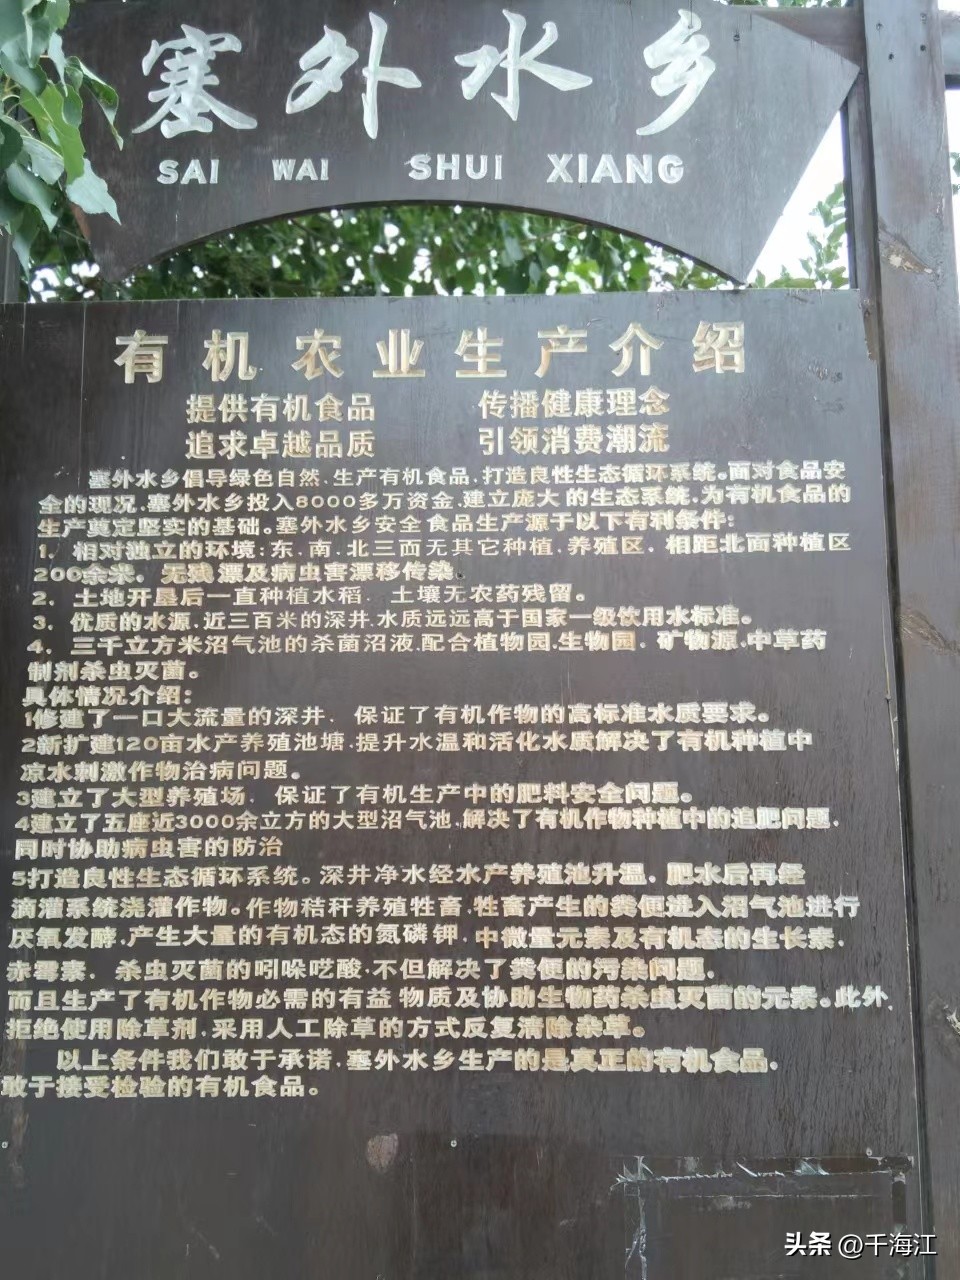 塞外水乡
SAI WAI SHUI XIANG
有机农业生产介绍
提供有机食品 传播健康理念
追求卓越品质 引领消费潮流
塞外水乡倡导绿色自然.生产有机食品.打造良性生态循环系统。面对食品安
全的现况.塞外水乡投入8000多万资金.建立庞大的生态系统.为有机食品的
生产奠定坚实的基础。塞外水乡安全食品生产源于以下有利条件:
1. 相对独立的环境:东.南.北三面无其它种植.养殖区.相距北面种植区
200余米.无残漂及病虫害漂移传染.
2. 土地开垦后一直种植水稻.土壤无农药残留。
3. 优质的水源.近三百米的深井.水质远远高于国家一级饮用水标准。
4. 三千立方米沼气池的杀菌沼液.配合植物园.生物园.矿物源.中草药
制剂杀虫灭菌。
具体情况介绍:
1修建了一口大流量的深井.保证了有机作物的高标准水质要求。
2新扩建120亩水产养殖池塘.提升水温和活化水质解决了有机种植中
凉水刺激作物治病问题。
3建立了大型养殖场.保证了有机生产中的肥料安全问题。
4建立了五座近3000余立方的大型沼气池.解决了有机作物种植中的追肥问题.
同时协助病虫害的防治
5打造良性生态循环系统。深井净水经水产养殖池升温.肥水后再经
滴灌系统浇灌作物。作物秸秆养殖牲畜.牲畜产生的粪便进入沼气池进行
厌氧发酵.产生大量的有机态的氮磷钾.中微量元素及有机态的生长素.
赤霉素.杀虫灭菌的吲哚呓酸.不但解决了粪便的污染问题.
而且生产了有机作物必需的有益物质及协助生物药杀虫灭菌的元素。此外.
拒绝使用除草剂.采用人工除草的方式反复清除杂草。
以上条件我们敢于承诺.塞外水乡生产的是真正的有机食品.
敢于接受检验的有机食品。
头条 @千海江